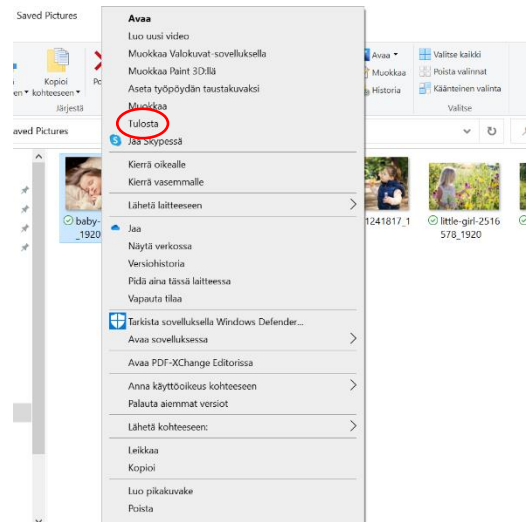 Saved Pictures
Kopioi
kohteeseen
Järjestä
Avaa
Muokkaa
Historia
Valitse kaikki
Poista valinnat
Käänteinen valinta
Valitse
aved Pictures
Avaa
Luo uusi video
Muokkaa Valokuvat-sovelluksella
Muokkaa Paint 3D:llä
Aseta työpöydän taustakuvaksi
Muokkaa
Tulosta
Jaa Skypessä
Kierrä oikealle
Kierrä vasemmalle
Lähetä laitteeseen
Jaa
Näytä verkossa
Versiohistoria
Pidä aina tässä laitteessa
Vapauta tilaa
Tarkista sovelluksella Windows Defender...
Avaa sovelluksessa
Avaa PDF-XChange Editorissa
Anna käyttöoikeus kohteeseen
Palauta aiemmat versiot
Lähetä kohteeseen:
Leikkaa
Kopioi
Luo pikakuvake
Poista
baby-
_1920
1241817_1
little-girl-2516
578_1920